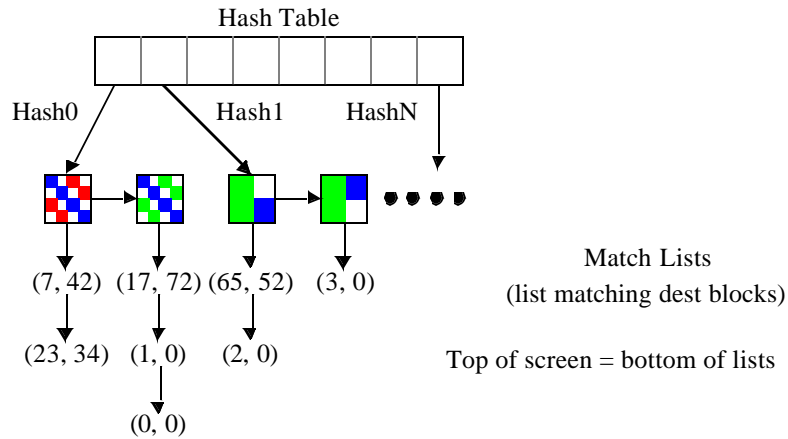 Hash Table
Hash0
Hash1
HashN
(7, 42)
(17, 72)
(65, 52)
(3, 0)
Match Lists
(list matching dest blocks)
(23, 34)
(1, 0)
(2, 0)
Top of screen = bottom of lists
(0, 0)